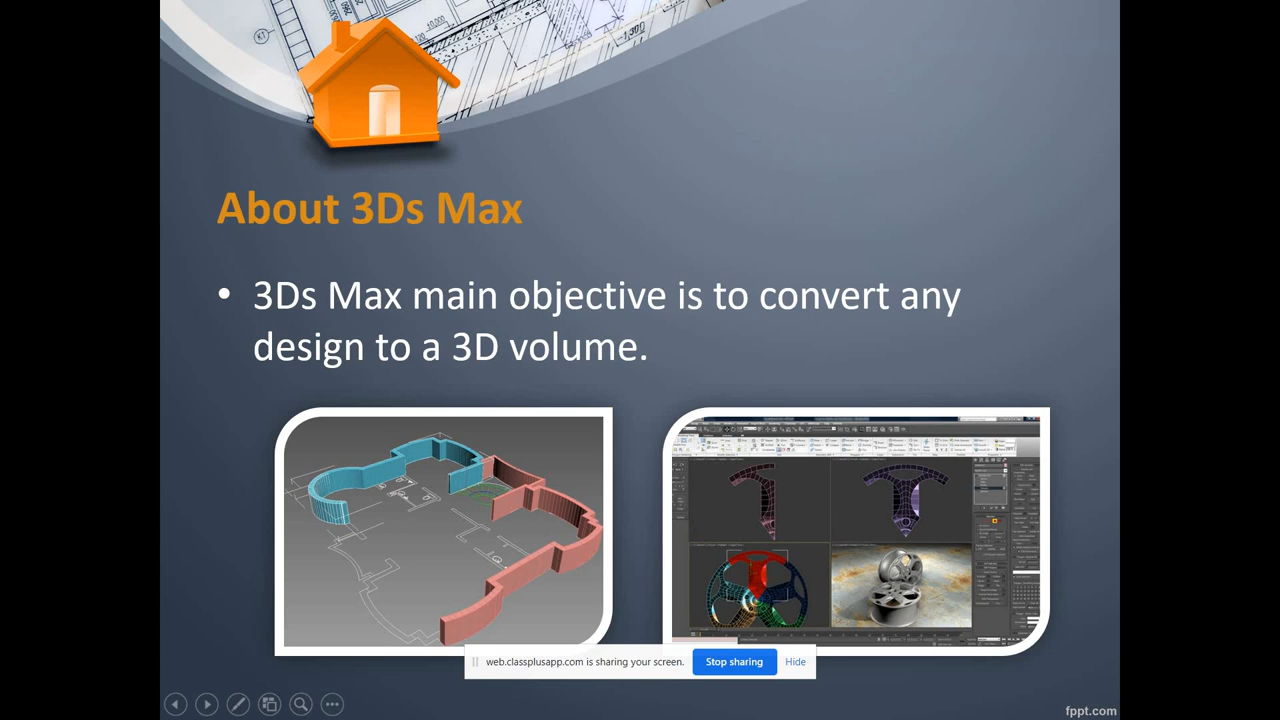 About 3Ds Max
• 3Ds Max main objective is to convert any
design to a 3D volume.
web.classplusapp.com is sharing your screen. Stop sharing Hide
fppt.com